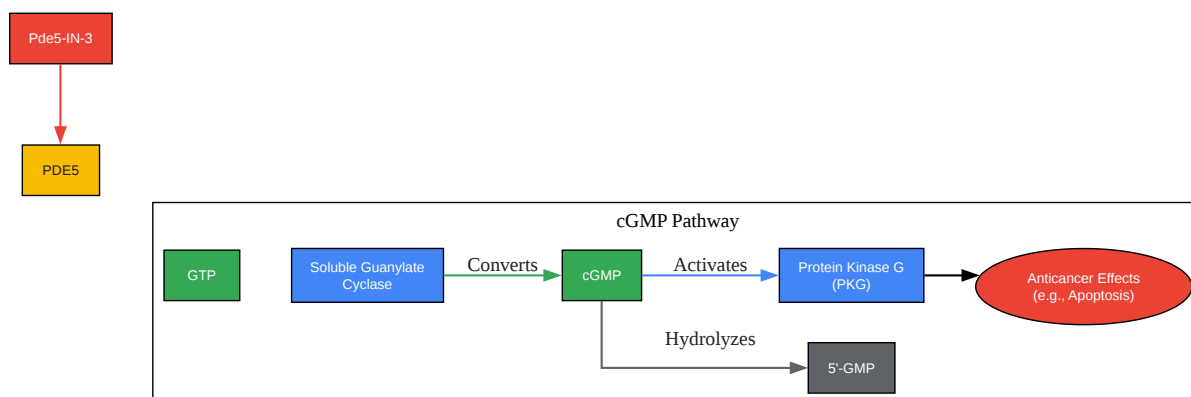 Pde5-IN-3
PDE5
cGMP Pathway
GTP
Soluble Guanylate
Cyclase
Converts
cGMP
Activates
Protein Kinase G
(PKG)
Anticancer Effects
(e.g., Apoptosis)
Hydrolyzes
5'-GMP